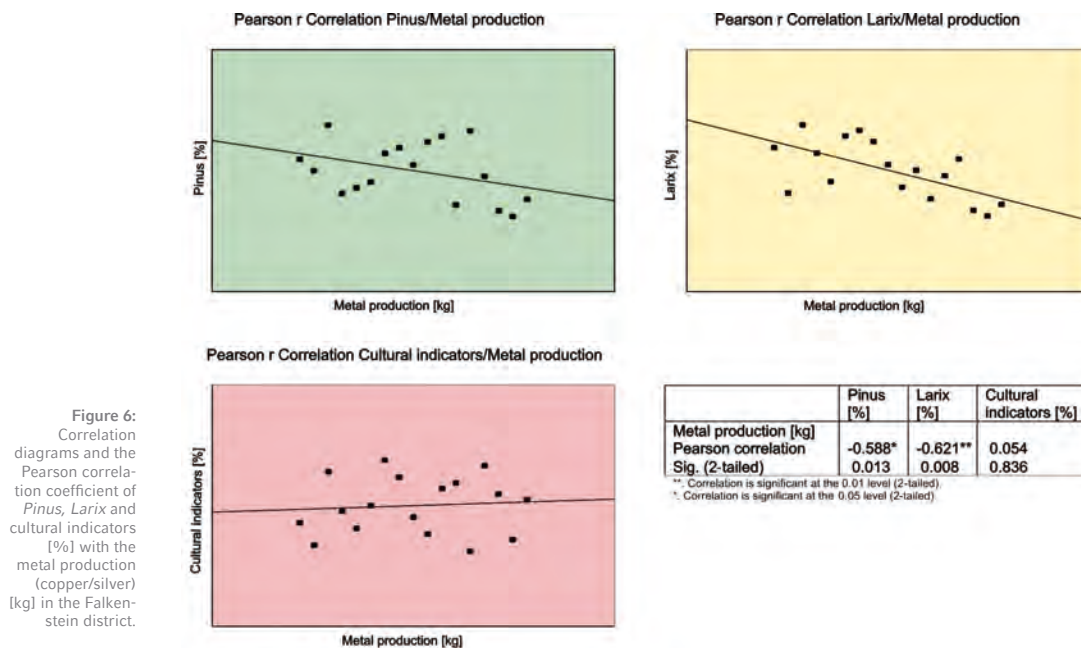 Pearson r Correlation Pinus/Metal production
Pinus [%]
Metal production [kg]
Pearson r Correlation Larix/Metal production
Larix [%]
Metal production [kg]
Pearson r Correlation Cultural indicators/Metal production
Cultural indicators [%]
Metal production [kg]
Pinus [%] Larix [%] Cultural indicators [%]
Metal production [kg]
Pearson correlation -0.588* -0.621** 0.054
Sig. (2-tailed) 0.013 0.008 0.836
**. Correlation is significant at the 0.01 level (2-tailed)
*. Correlation is significant at the 0.05 level (2-tailed)
Figure 6:
Correlation
diagrams and the
Pearson correla-
tion coefficient of
Pinus, Larix and
cultural indicators
[%] with the
metal production
(copper/silver)
[kg] in the Falken-
stein district.